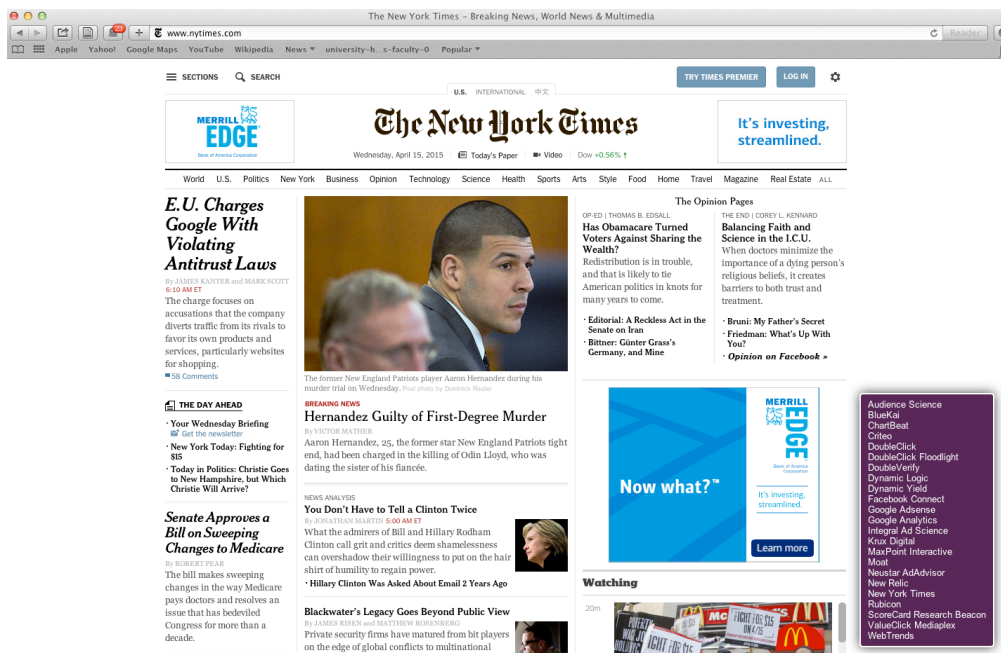 The New York Times – Breaking News, World News & Multimedia
23
www.nytimes.com
Reader
Apple Yahoo! Google Maps YouTube Wikipedia News university-h...s-faculty-0 Popular
SECTIONS SEARCH
TRY TIMES PREMIER LOG IN
U.S. INTERNATIONAL 中文
MERRILL
EDGE
Bank of America Corporation
The New York Times
It's investing,
streamlined.
Wednesday, April 15, 2015 Today's Paper Video Dow +0.56% ↑
World U.S. Politics New York Business Opinion Technology Science Health Sports Arts Style Food Home Travel Magazine Real Estate ALL
E.U. Charges
Google With
Violating
Antitrust Laws
By JAMES KANTER and MARK SCOTT
6:10 AM ET
The charge focuses on
accusations that the company
diverts traffic from its rivals to
favor its own products and
services, particularly websites
for shopping.
58 Comments
THE DAY AHEAD
· Your Wednesday Briefing
Get the newsletter
· New York Today: Fighting for
$15
· Today in Politics: Christie Goes
to New Hampshire, but Which
Christie Will Arrive?
Senate Approves a
Bill on Sweeping
Changes to Medicare
By ROBERT PEAR
The bill makes sweeping
changes in the way Medicare
pays doctors and resolves an
issue that has bedeviled
Congress for more than a
decade.
The former New England Patriots player Aaron Hernandez during his
murder trial on Wednesday. Pool photo by Dominick Reuter
BREAKING NEWS
Hernandez Guilty of First-Degree Murder
By VICTOR MATHER
Aaron Hernandez, 25, the former star New England Patriots tight
end, had been charged in the killing of Odin Lloyd, who was
dating the sister of his fiancée.
NEWS ANALYSIS
You Don't Have to Tell a Clinton Twice
By JONATHAN MARTIN 5:00 AM ET
What the admirers of Bill and Hillary Rodham
Clinton call grit and critics deem shamelessness
can overshadow their willingness to put on the hair
shirt of humility to regain power.
· Hillary Clinton Was Asked About Email 2 Years Ago
Blackwater's Legacy Goes Beyond Public View
By JAMES RISEN and MATTHEW ROSENBERG
Private security firms have matured from bit players
on the edge of global conflicts to multinational
The Opinion Pages
OP-ED | THOMAS B. EDSALL
Has Obamacare Turned
Voters Against Sharing the
Wealth?
Redistribution is in trouble,
and that is likely to tie
American politics in knots for
many years to come.
· Editorial: A Reckless Act in the
Senate on Iran
· Bittner: Günter Grass's
Germany, and Mine
THE END | COREY L. KENNARD
Balancing Faith and
Science in the I.C.U.
When doctors minimize the
importance of a dying person's
religious beliefs, it creates
barriers to both trust and
treatment.
· Bruni: My Father's Secret
· Friedman: What's Up With
You?
· Opinion on Facebook »
Now what?™
MERRILL
EDGE
Bank of America
Corporation
It's investing,
streamlined.
Learn more
Watching
20m
POVERTY
FIGHT FOR $15
ON 4/15
FIGHT FOR $15
Audience Science
BlueKai
ChartBeat
Criteo
DoubleClick
DoubleClick Floodlight
DoubleVerify
Dynamic Logic
Dynamic Yield
Facebook Connect
Google Adsense
Google Analytics
Integral Ad Science
Krux Digital
MaxPoint Interactive
Moat
Neustar AdAdvisor
New Relic
New York Times
Rubicon
ScoreCard Research Beacon
ValueClick Mediaplex
WebTrends